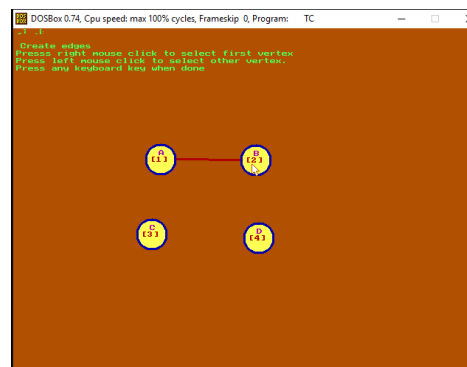 DOSBox 0.74, Cpu speed: max 100% cycles, Frameskip 0, Program: TC
Create edges
Presss right mouse click to select first vertex
Press left mouse click to select other vertex.
Press any keyboard key when done
A
[1]
B
[2]
C
[3]
D
[4]